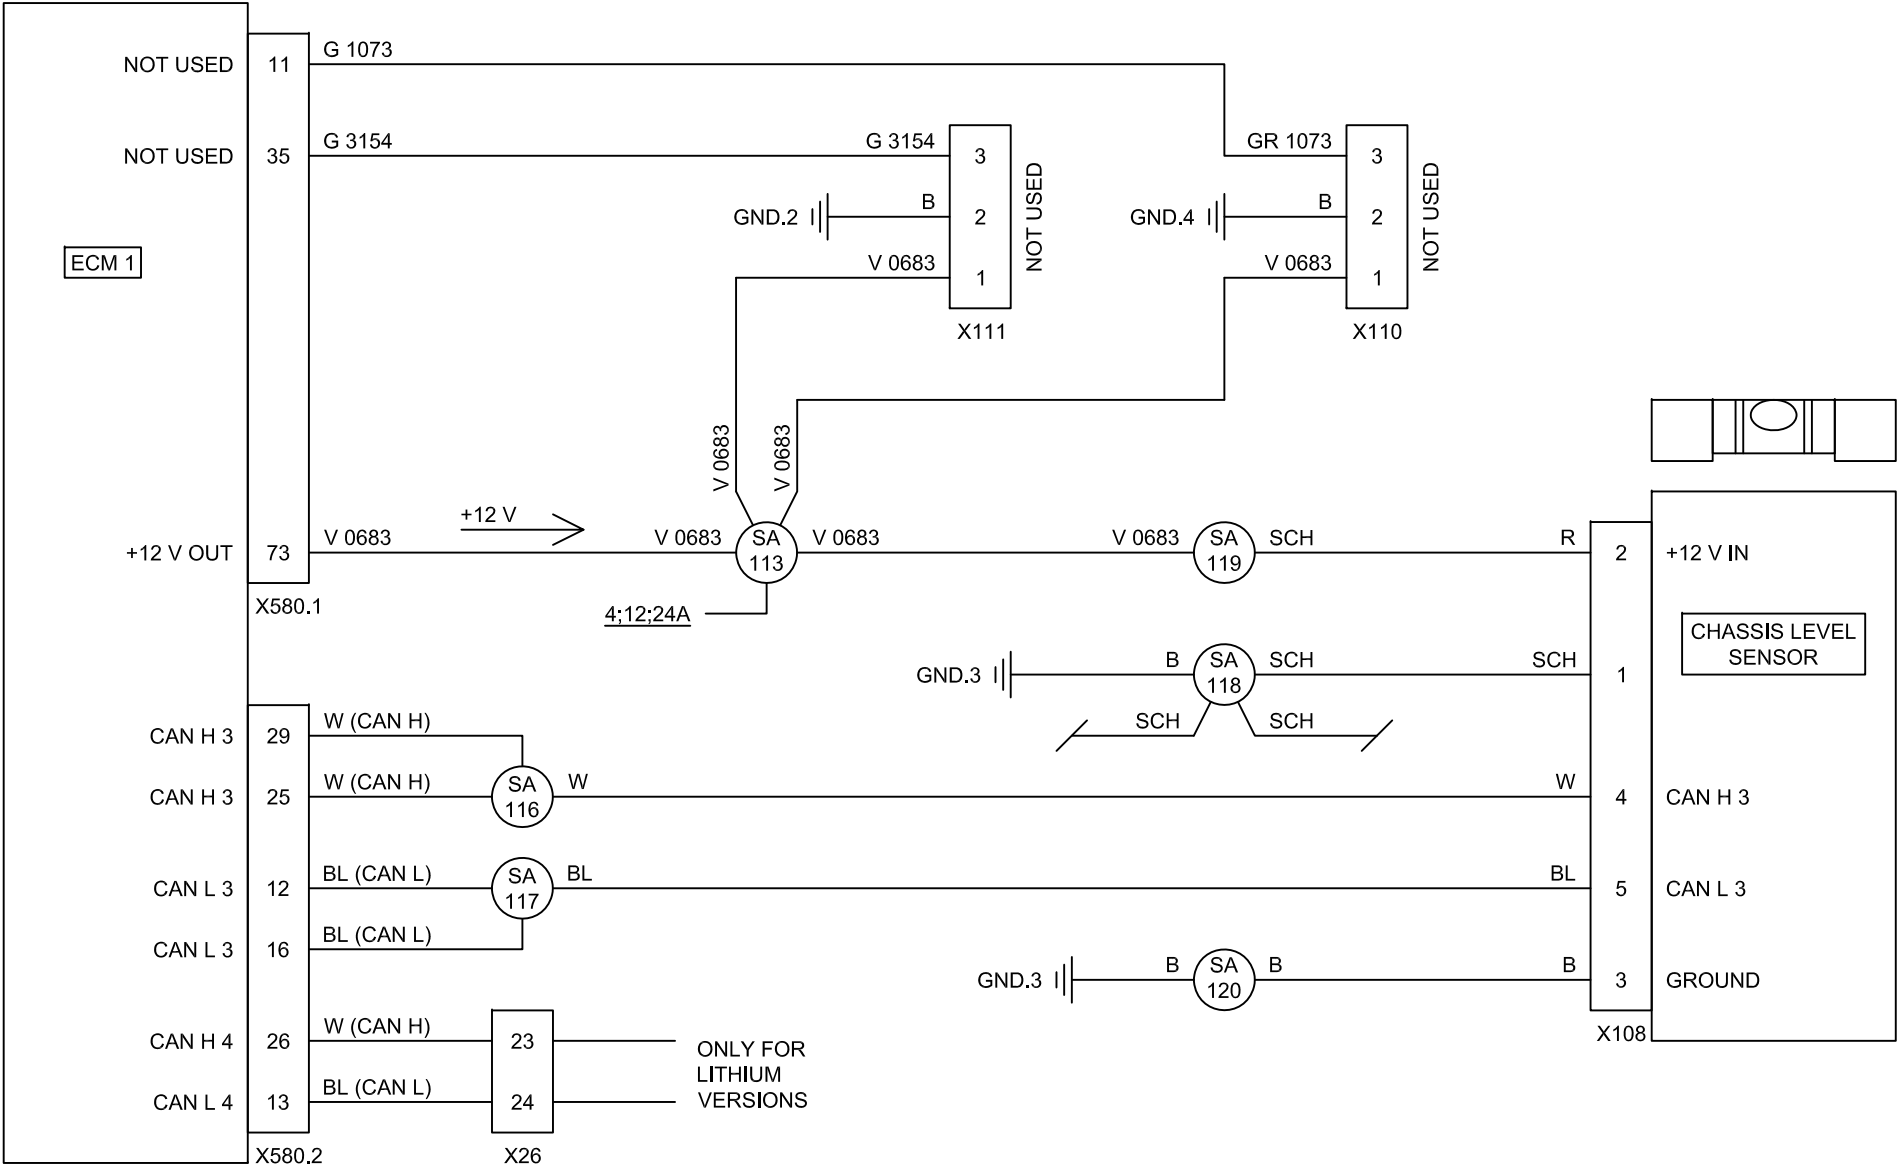 G 1073
NOT USED 11
NOT USED 35 G 3154 G 3154 3 GR 1073 3
GND.2 B 2 GND.4 B 2
V 0683 1 V 0683 1
NOT USED
NOT USED
X111 X110
ECM 1
V 0683
V 0683
+12 V
+12 V OUT 73 V 0683 V 0683 SA 113 V 0683 V 0683 SA 119 SCH R 2 +12 V IN
X580.1
4;12;24A
CHASSIS LEVEL
SENSOR
GND.3 B SA 118 SCH SCH 1
SCH SCH
CAN H 3 29 W (CAN H)
CAN H 3 25 W (CAN H) SA 116 W W 4 CAN H 3
CAN L 3 12 BL (CAN L) SA 117 BL BL 5 CAN L 3
CAN L 3 16 BL (CAN L)
GND.3 B SA 120 B B 3 GROUND
X108
CAN H 4 26 W (CAN H) 23
CAN L 4 13 BL (CAN L) 24
ONLY FOR
LITHIUM
VERSIONS
X580.2 X26